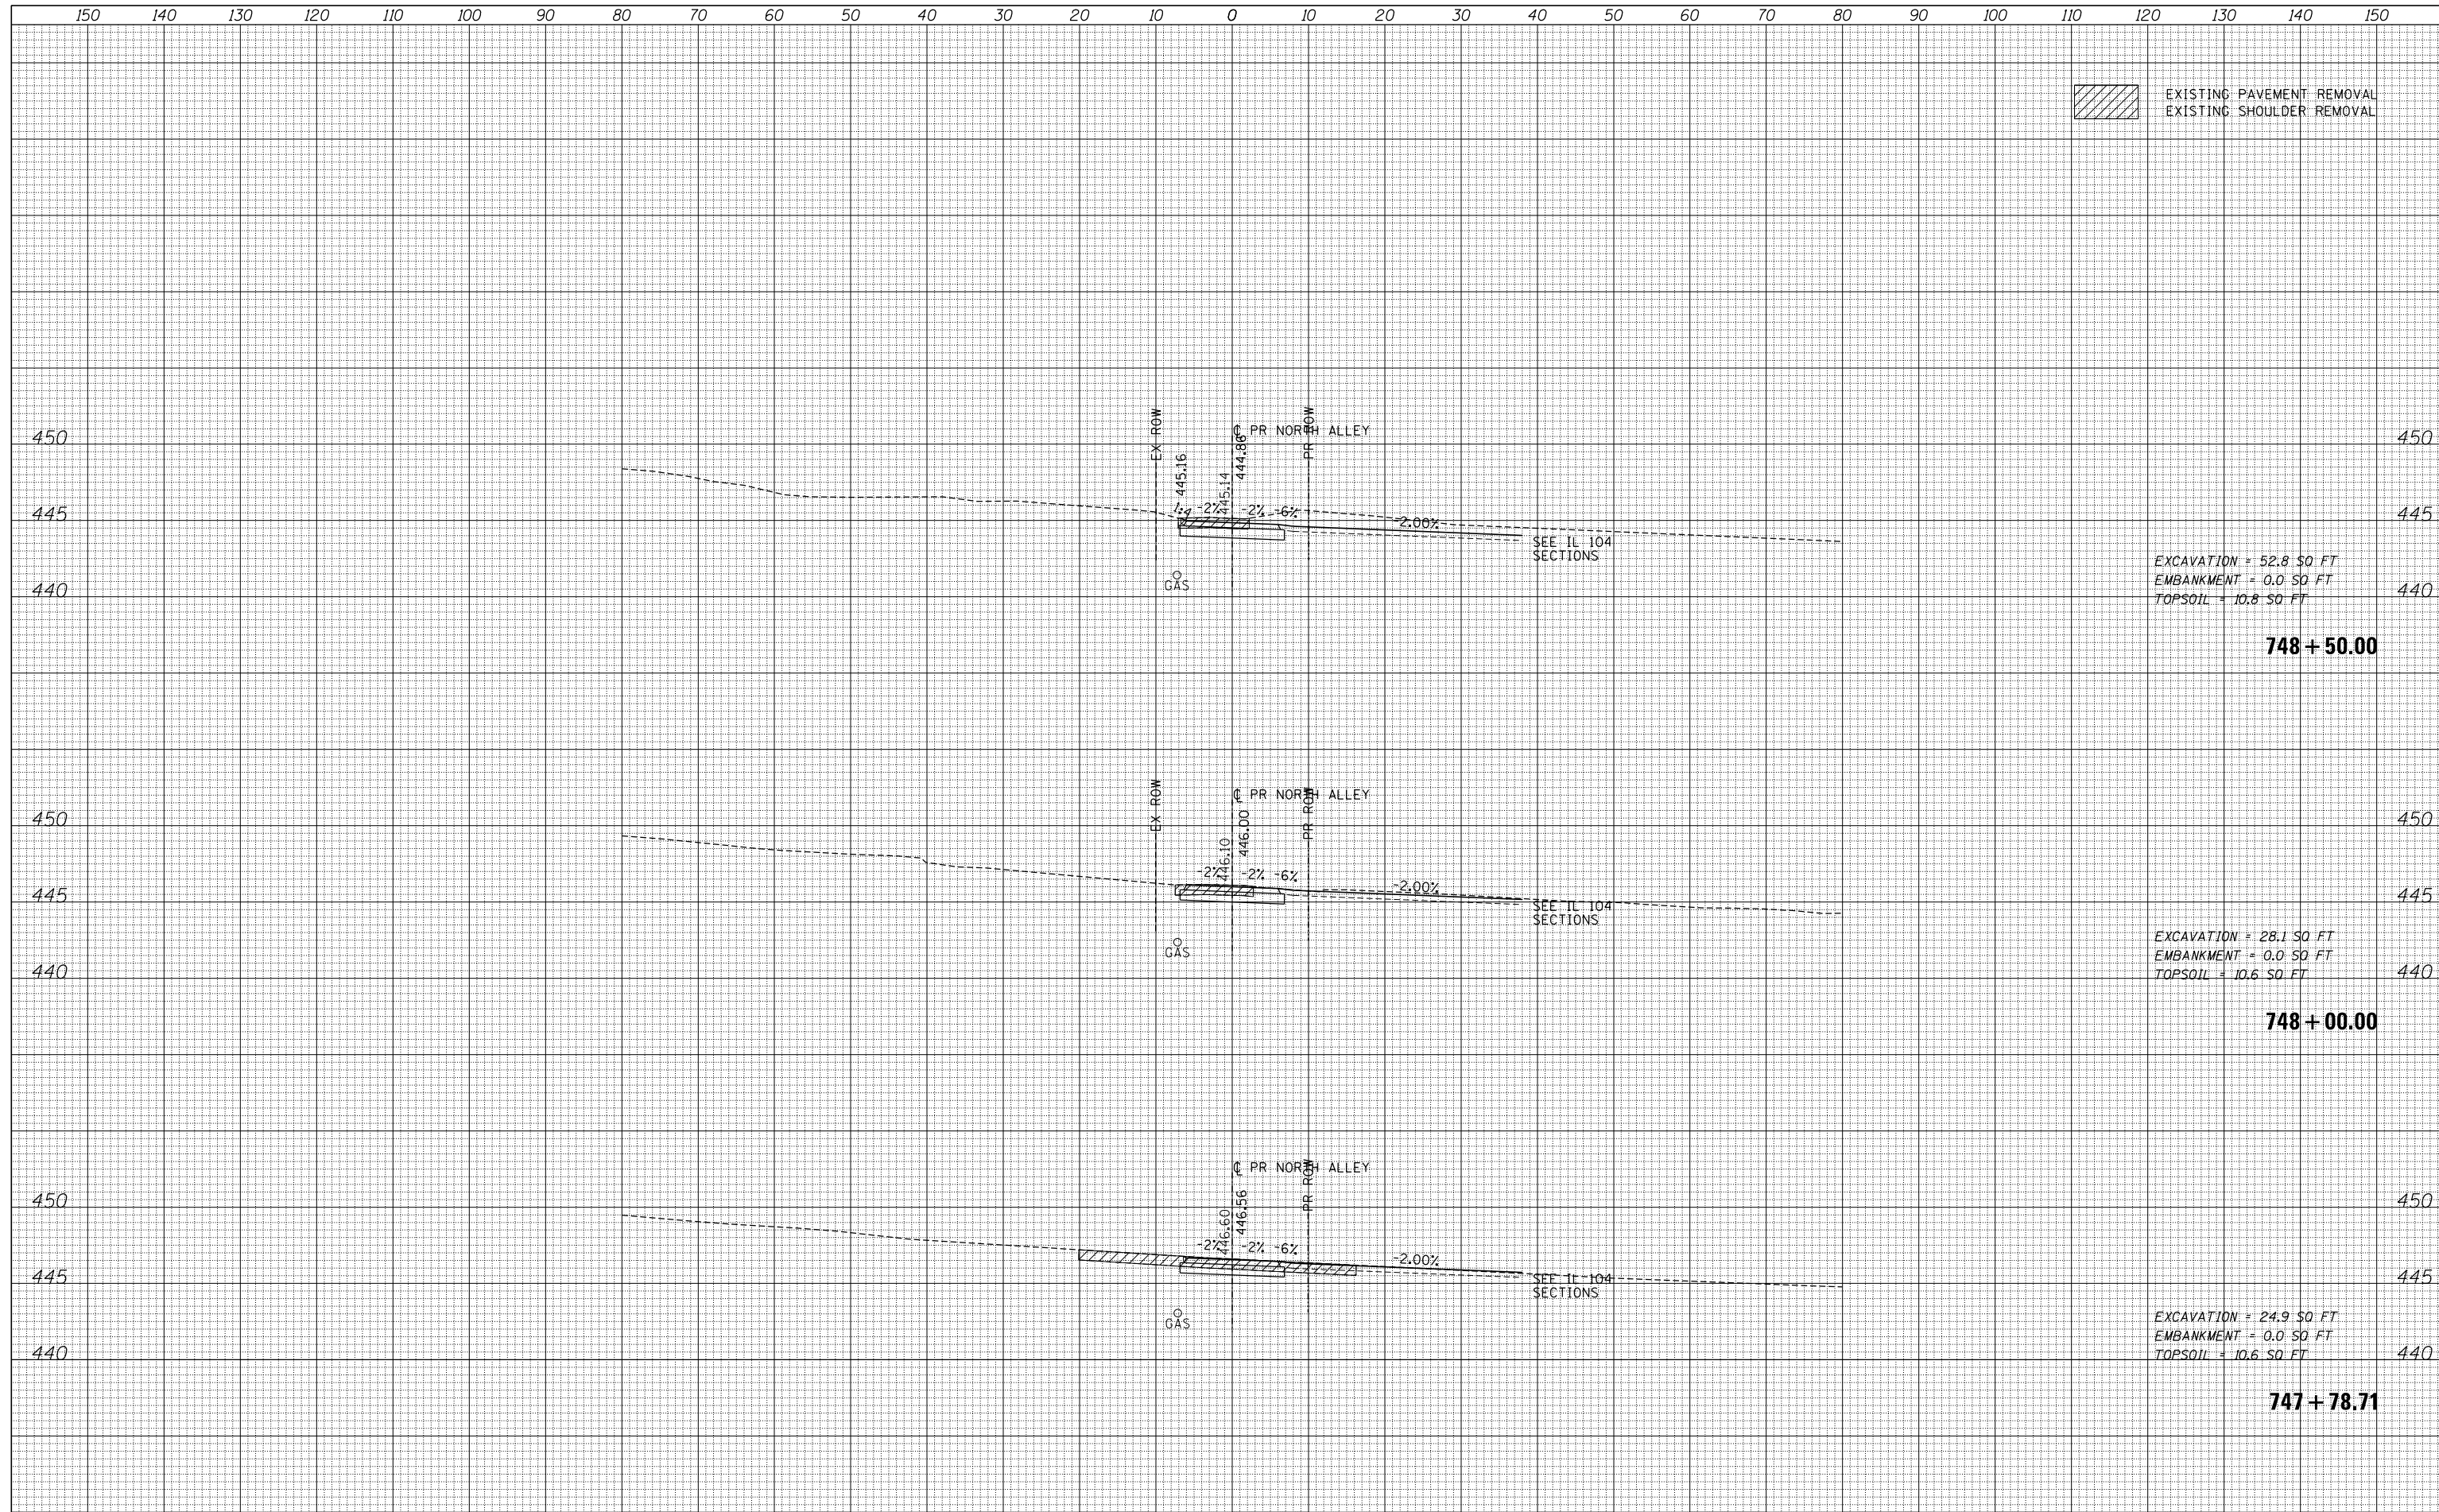 150 140 130 120 110 100 90 80 70 60 50 40 30 20 10 0 10 20 30 40 50 60 70 80 90 100 110 120 130 140 150
EXISTING PAVEMENT REMOVAL
EXISTING SHOULDER REMOVAL
EX ROW
PR ROW
℄ PR NORTH ALLEY
450 450
445.16
445.14
444.86
1:4 -2% -2% -6% -2.00%
445 445
SEE IL 104
SECTIONS
GAS
440 440
EXCAVATION = 52.8 SQ FT
EMBANKMENT = 0.0 SQ FT
TOPSOIL = 10.8 SQ FT
748+50.00
EX ROW
PR ROW
℄ PR NORTH ALLEY
450 450
446.10
446.00
-2% -2% -6% -2.00%
445 445
SEE IL 104
SECTIONS
GAS
440 440
EXCAVATION = 28.1 SQ FT
EMBANKMENT = 0.0 SQ FT
TOPSOIL = 10.6 SQ FT
748+00.00
℄ PR NORTH ALLEY
PR ROW
450 450
446.60
446.56
-2% -2% -6% -2.00%
445 445
SEE IL 104
SECTIONS
GAS
440 440
EXCAVATION = 24.9 SQ FT
EMBANKMENT = 0.0 SQ FT
TOPSOIL = 10.6 SQ FT
747+78.71